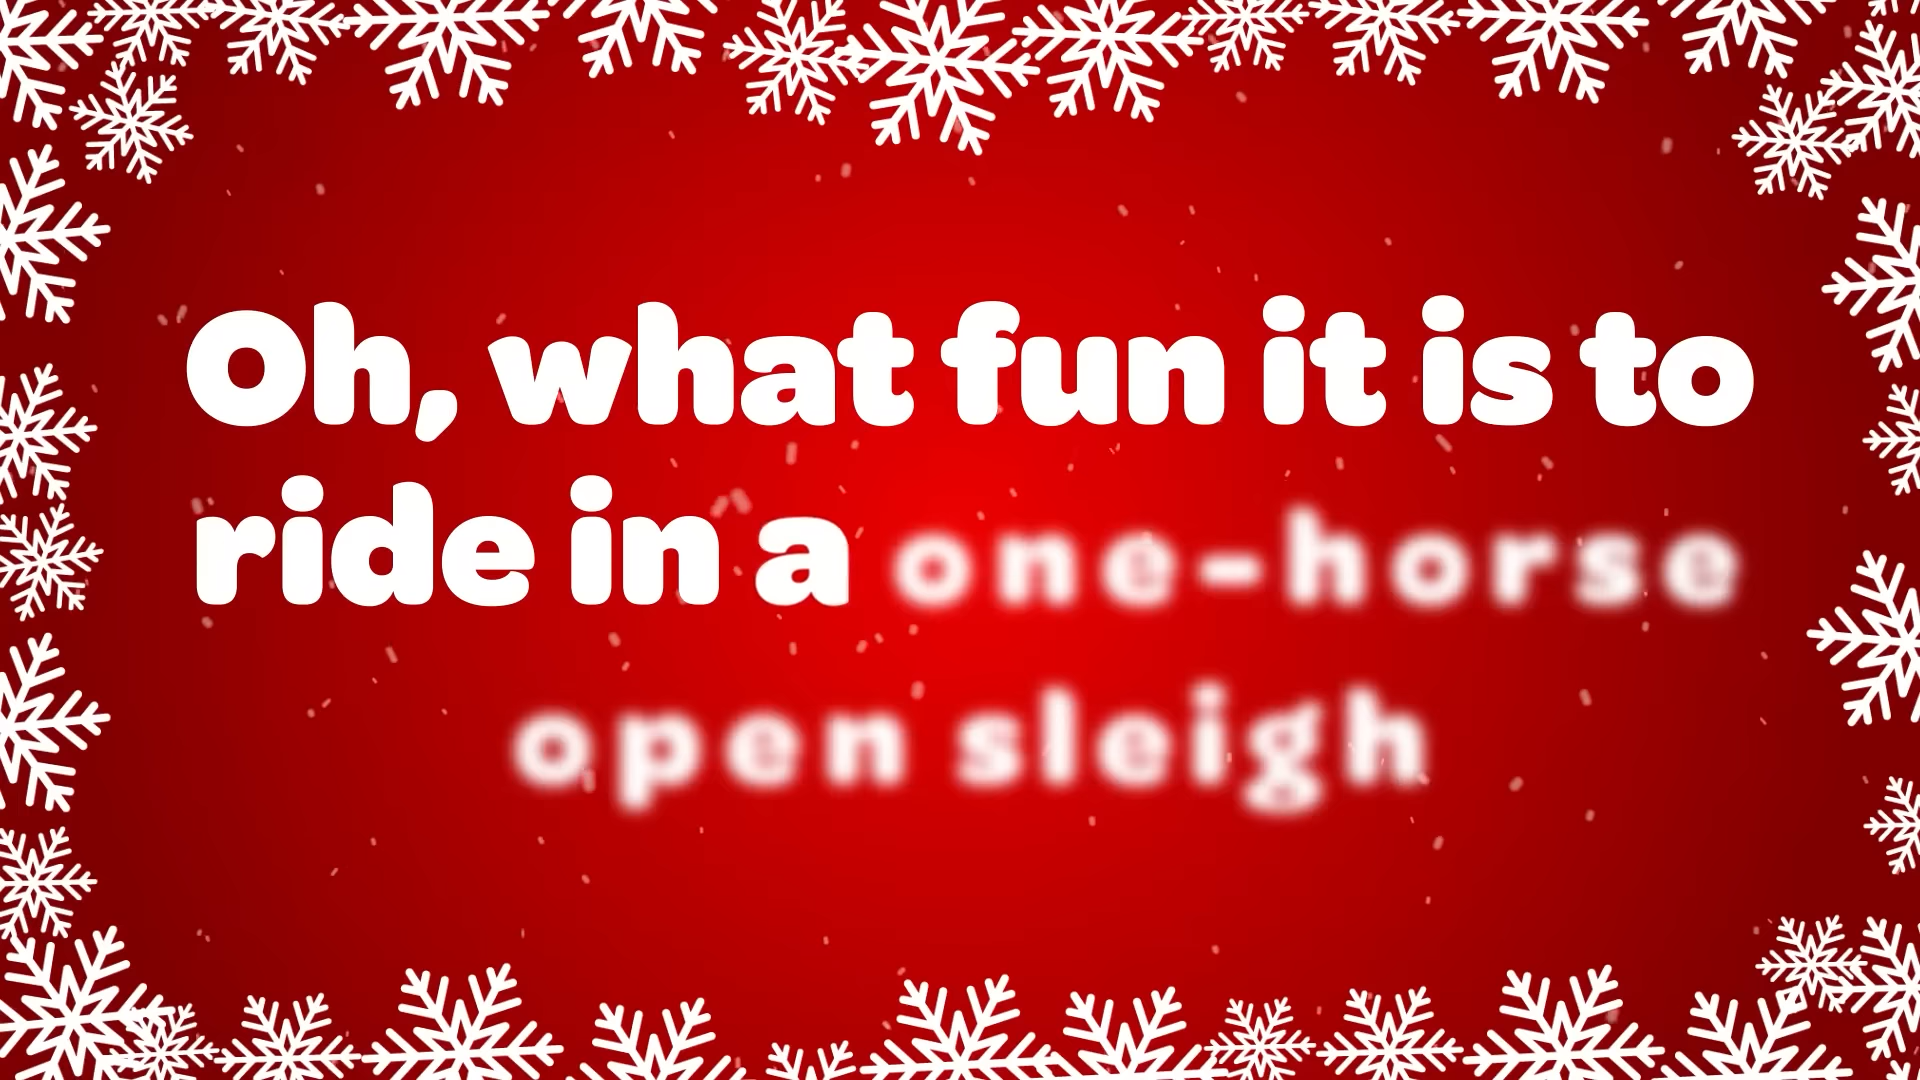 Oh, what fun it is to
ride in a one-horse
open sleigh